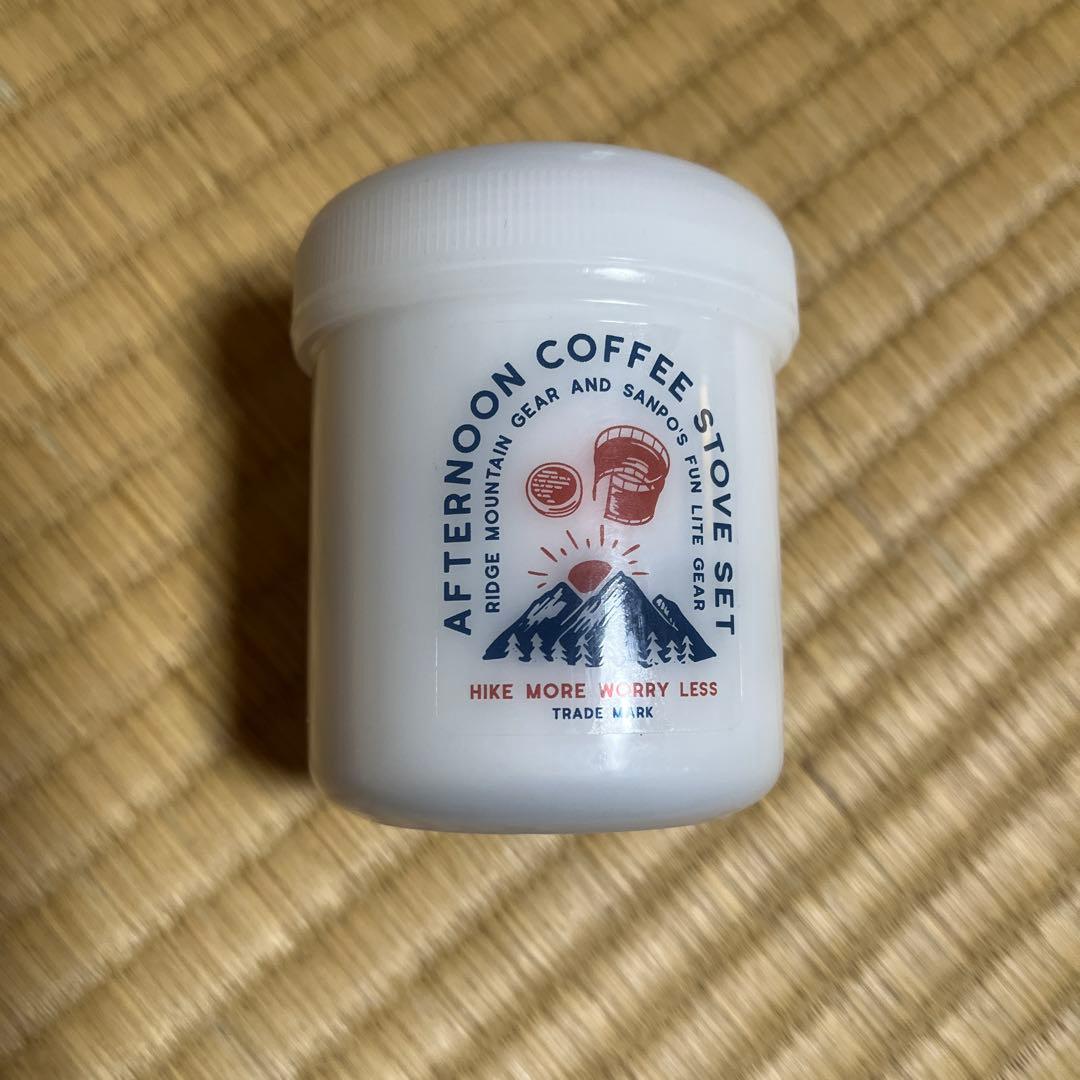 AFTERNOON COFFEE STOVE SET
RIDGE MOUNTAIN GEAR AND SANPO'S FUN LITE GEAR
HIKE MORE WORRY LESS
TRADE MARK